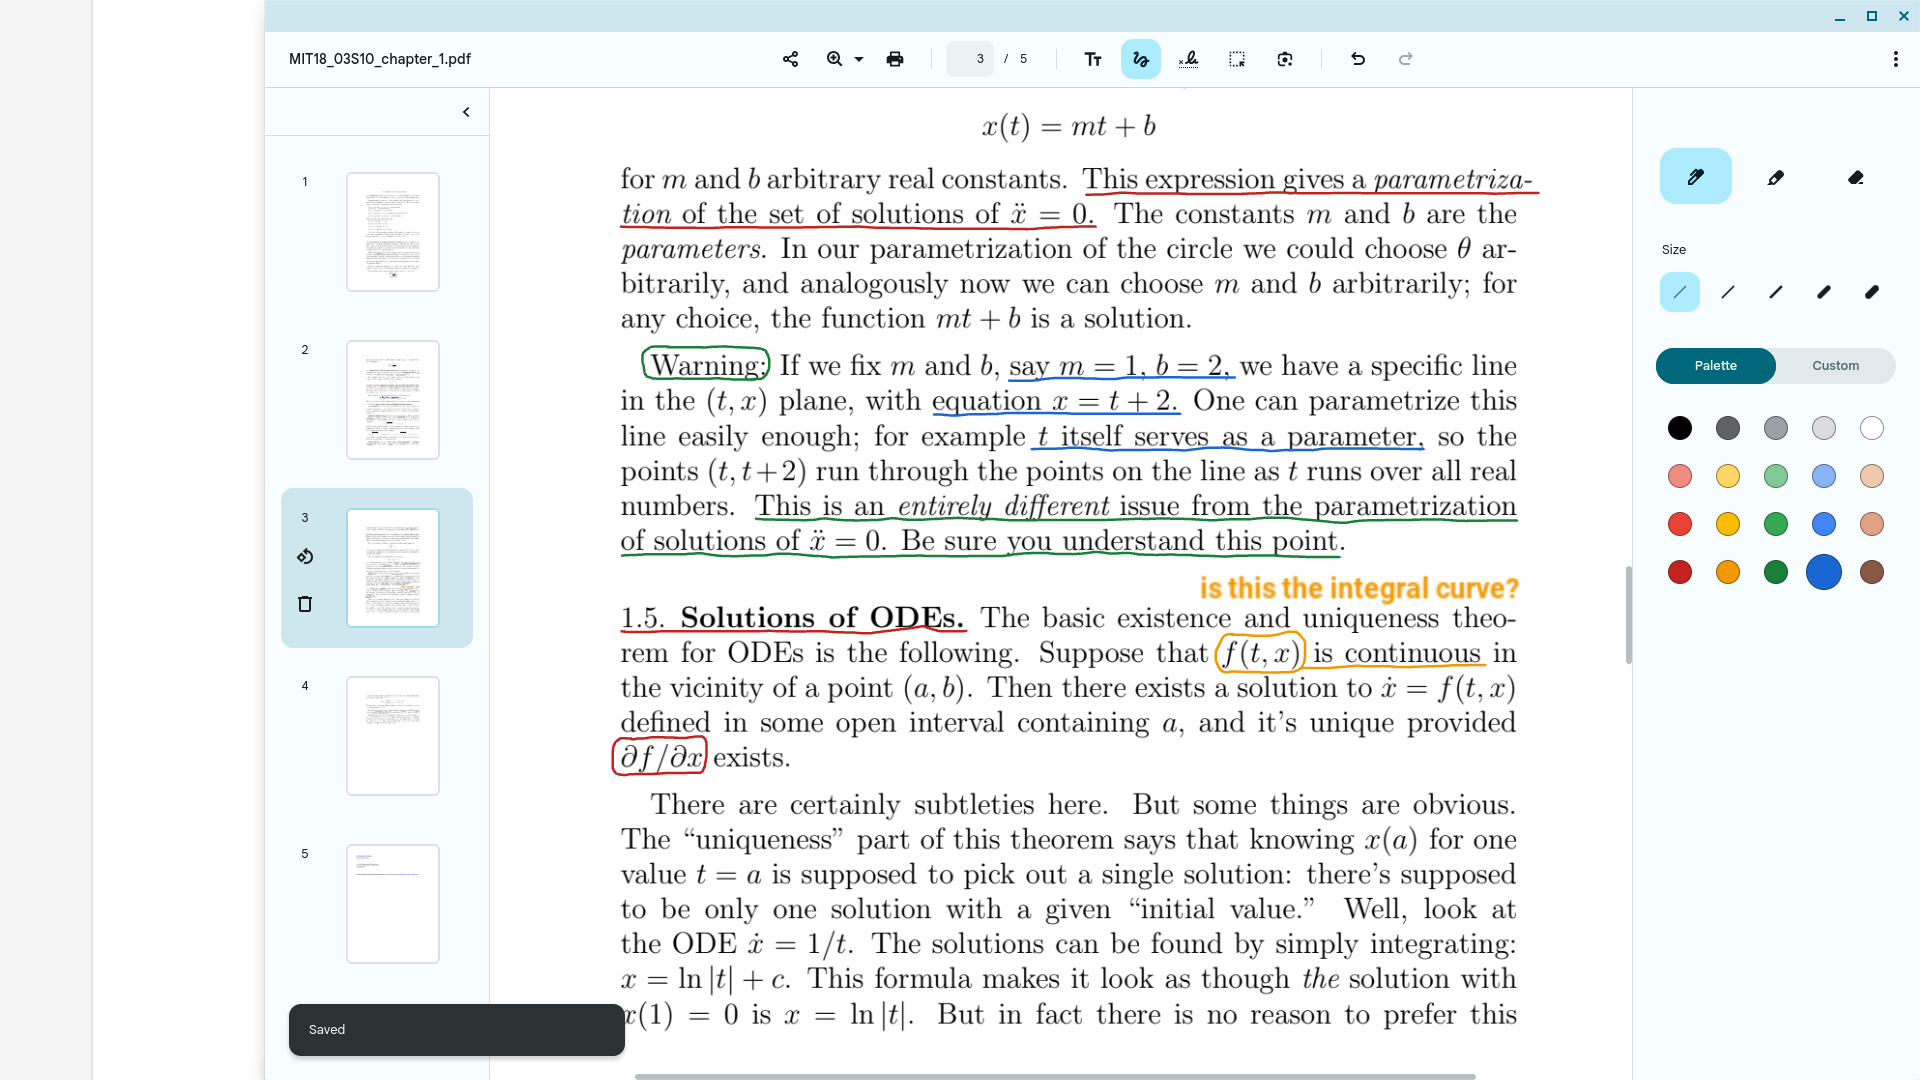 MIT18_03S10_chapter_1.pdf
3 / 5
1
2
3
4
5
x(t) = mt + b
for m and b arbitrary real constants. This expression gives a parametriza-
tion of the set of solutions of ẍ = 0. The constants m and b are the
parameters. In our parametrization of the circle we could choose θ ar-
bitrarily, and analogously now we can choose m and b arbitrarily; for
any choice, the function mt + b is a solution.
Warning: If we fix m and b, say m = 1, b = 2, we have a specific line
in the (t, x) plane, with equation x = t + 2. One can parametrize this
line easily enough; for example t itself serves as a parameter, so the
points (t, t+2) run through the points on the line as t runs over all real
numbers. This is an entirely different issue from the parametrization
of solutions of ẍ = 0. Be sure you understand this point.
is this the integral curve?
1.5. Solutions of ODEs. The basic existence and uniqueness theo-
rem for ODEs is the following. Suppose that f(t, x) is continuous in
the vicinity of a point (a, b). Then there exists a solution to ẋ = f(t, x)
defined in some open interval containing a, and it's unique provided
∂f/∂x exists.
There are certainly subtleties here. But some things are obvious.
The “uniqueness” part of this theorem says that knowing x(a) for one
value t = a is supposed to pick out a single solution: there's supposed
to be only one solution with a given “initial value.” Well, look at
the ODE ẋ = 1/t. The solutions can be found by simply integrating:
x = ln |t| + c. This formula makes it look as though the solution with
x(1) = 0 is x = ln |t|. But in fact there is no reason to prefer this
Size
Palette
Custom
Saved